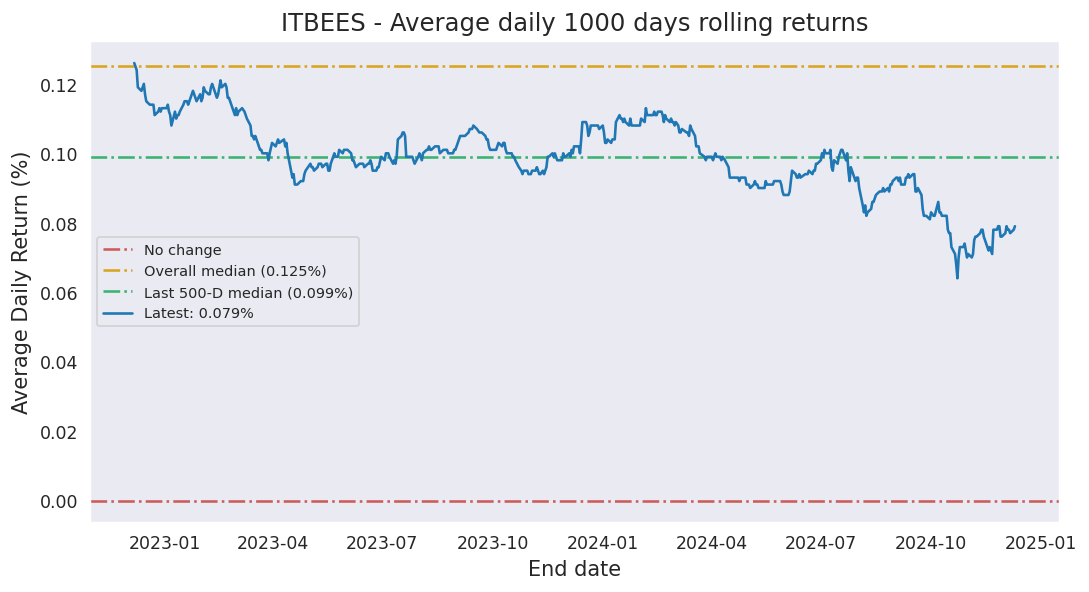 ITBEES - Average daily 1000 days rolling returns
Average Daily Return (%)
0.12
0.10
0.08
0.06
0.04
0.02
0.00
No change
Overall median (0.125%)
Last 500-D median (0.099%)
Latest: 0.079%
2023-01 2023-04 2023-07 2023-10 2024-01 2024-04 2024-07 2024-10 2025-01
End date